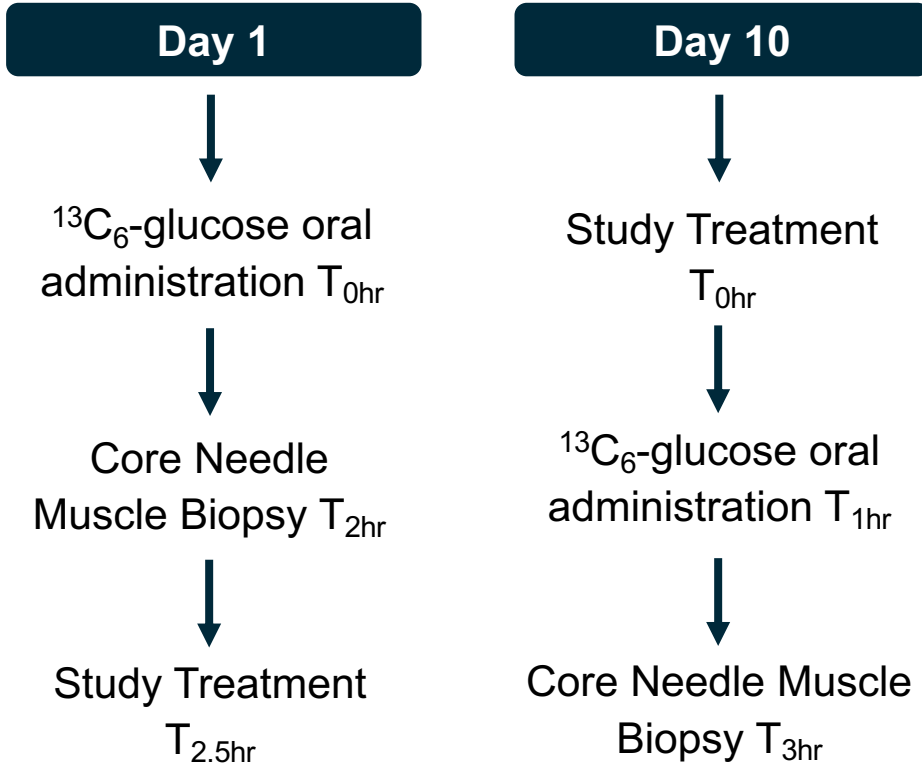 Day 1
¹³C₆-glucose oral
administration T₀hr
Core Needle
Muscle Biopsy T₂hr
Study Treatment
T₂.₅hr
Day 10
Study Treatment
T₀hr
¹³C₆-glucose oral
administration T₁hr
Core Needle Muscle
Biopsy T₃hr